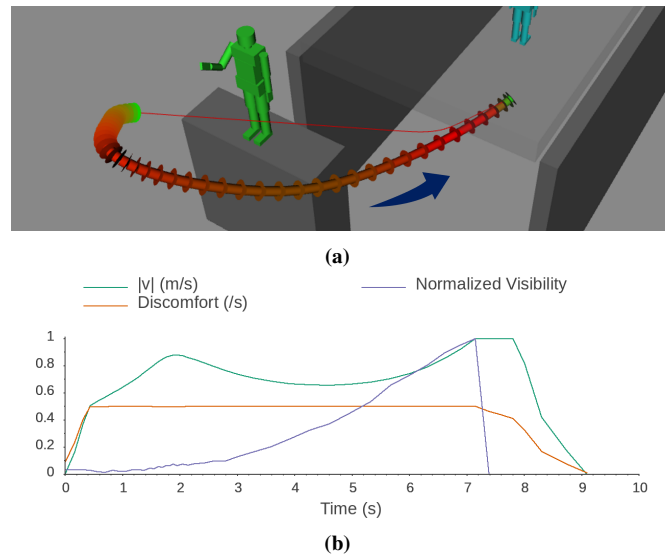 (a)
|v| (m/s)
Normalized Visibility
Discomfort (/s)
1
0.8
0.6
0.4
0.2
0
0 1 2 3 4 5 6 7 8 9 10
Time (s)
(b)